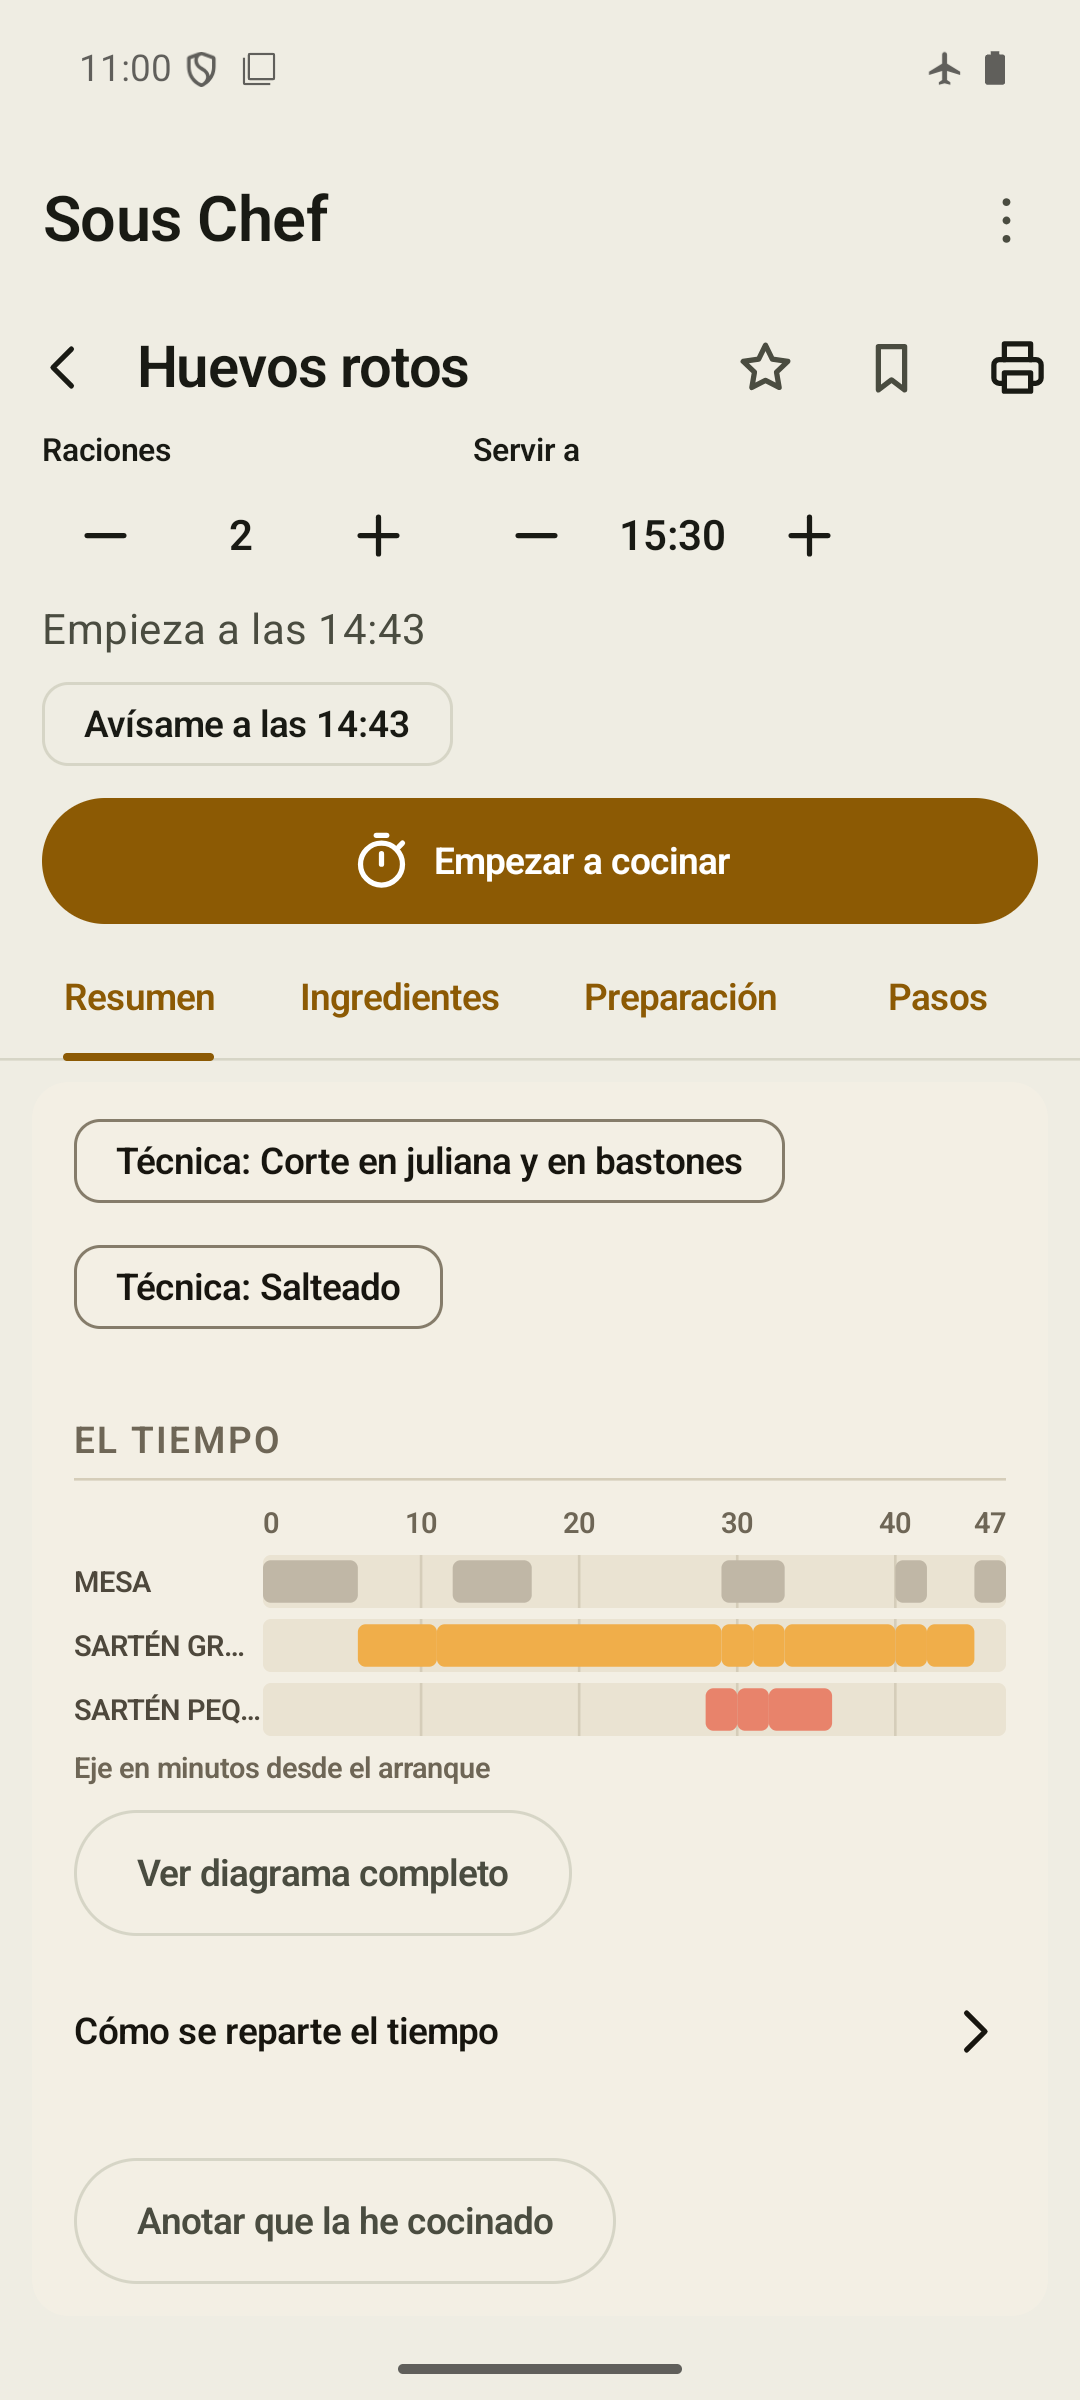 11:00
Sous Chef
Huevos rotos
Raciones
Servir a
2
15:30
Empieza a las 14:43
Avísame a las 14:43
Empezar a cocinar
Resumen
Ingredientes
Preparación
Pasos
Técnica: Corte en juliana y en bastones
Técnica: Salteado
EL TIEMPO
0 10 20 30 40 47
MESA
SARTÉN GR...
SARTÉN PEQ...
Eje en minutos desde el arranque
Ver diagrama completo
Cómo se reparte el tiempo
Anotar que la he cocinado